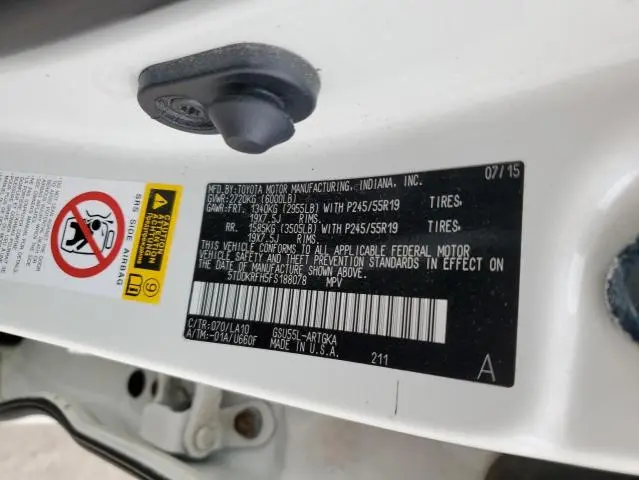 MFD.BY:TOYOTA MOTOR MANUFACTURING, INDIANA, INC. 07/15
GVWR:2720KG (6000LB)
GAWR:FRT. 1340KG (2955LB) WITH P245/55R19 TIRES,
19X7.5J RIMS.
RR. 1585KG (3505LB) WITH P245/55R19 TIRES,
19X7.5J RIMS.
THIS VEHICLE CONFORMS TO ALL APPLICABLE FEDERAL MOTOR
VEHICLE SAFETY AND THEFT PREVENTION STANDARDS IN EFFECT
ON THE DATE OF MANUFACTURE SHOWN ABOVE.
5TDDKRFH5FS188078 MPV
C/TR:070/LA10 GSU55L-ARTGKA
A/TM:-01A/U660F MADE IN U.S.A.
211
A
SRS SIDE AIRBAG
ATTENTION
9